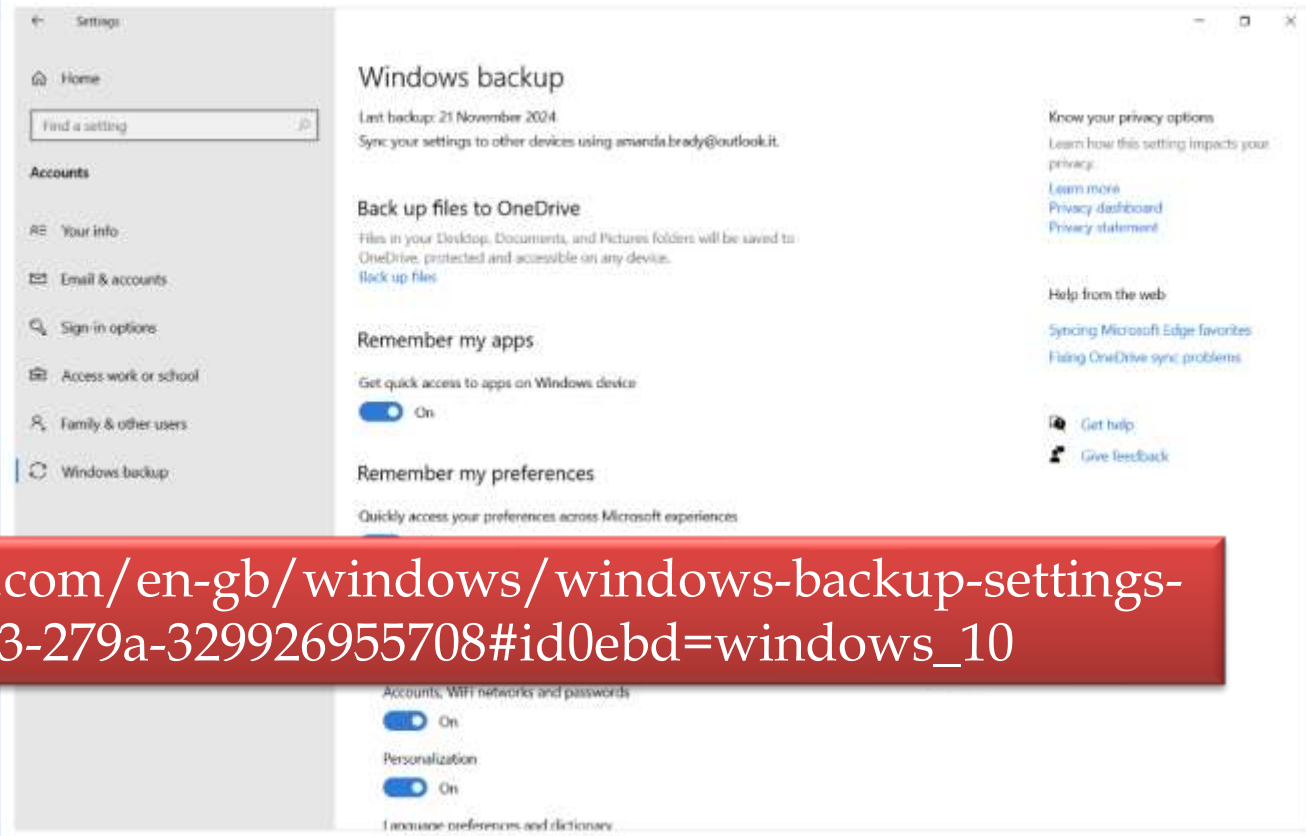 Settings
Home
Find a setting
Accounts
Your info
Email & accounts
Sign-in options
Access work or school
Family & other users
Windows backup
Windows backup
Last backup: 21 November 2024
Sync your settings to other devices using amanda.brady@outlook.it.
Back up files to OneDrive
Files in your Desktop, Documents, and Pictures folders will be saved to
OneDrive, protected and accessible on any device.
Back up files
Remember my apps
Get quick access to apps on Windows device
On
Remember my preferences
Quickly access your preferences across Microsoft experiences
.com/en-gb/windows/windows-backup-settings-
3-279a-329926955708#id0ebd=windows_10
Accounts, WiFi networks and passwords
On
Personalization
On
Language preferences and dictionary
Know your privacy options
Learn how this setting impacts your
privacy.
Learn more
Privacy dashboard
Privacy statement
Help from the web
Syncing Microsoft Edge favorites
Fixing OneDrive sync problems
Get help
Give feedback